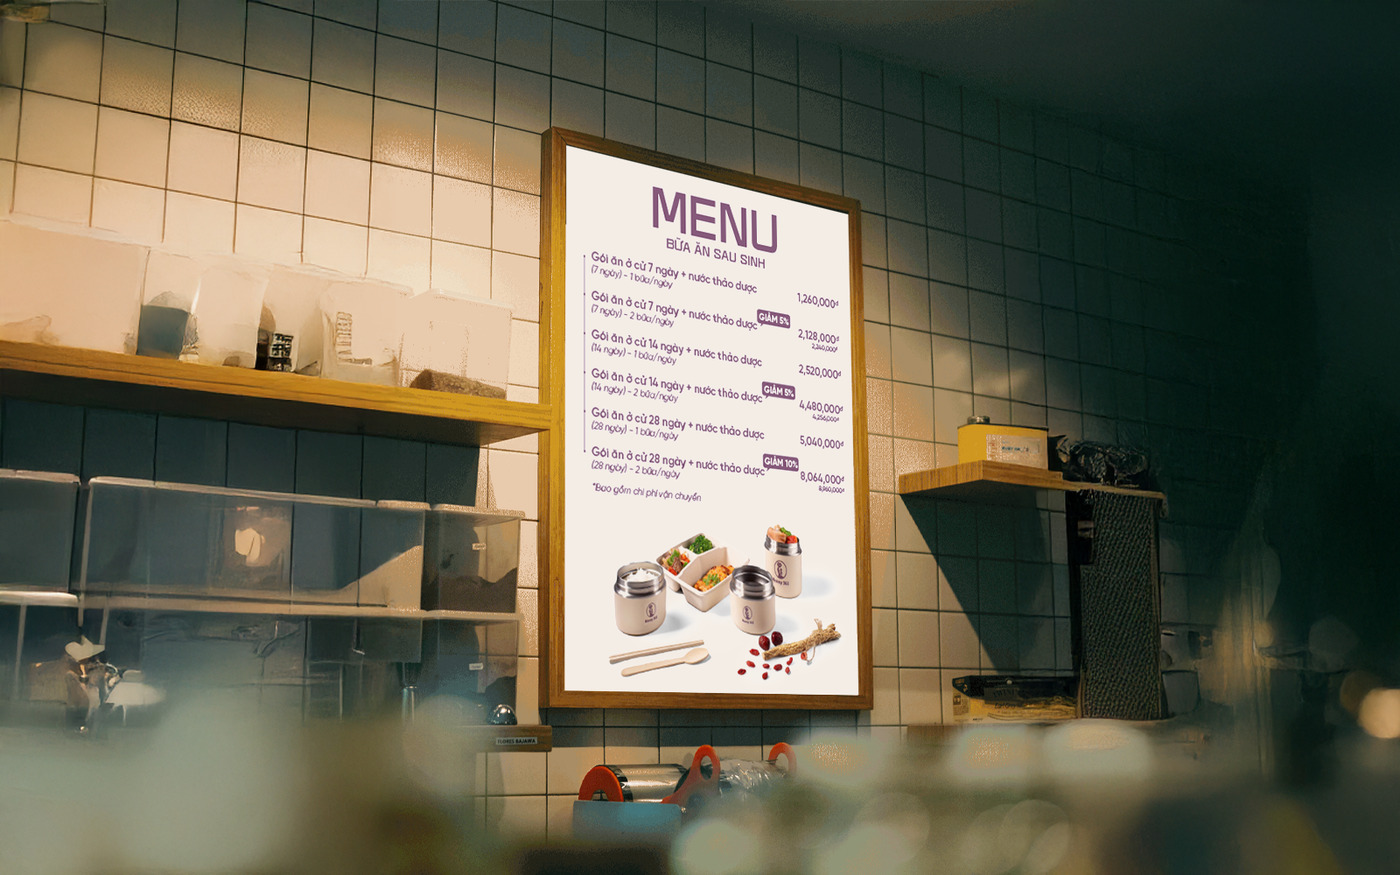 MENU
BỮA ĂN SAU SINH
Gói ăn ở cử 7 ngày + nước thảo dược
(7 ngày) - 1 bữa/ngày
1,260,000đ
Gói ăn ở cử 7 ngày + nước thảo dược
GIẢM 5%
(7 ngày) - 2 bữa/ngày
2,128,000đ
2,240,000đ
Gói ăn ở cử 14 ngày + nước thảo dược
(14 ngày) - 1 bữa/ngày
2,520,000đ
Gói ăn ở cử 14 ngày + nước thảo dược
GIẢM 5%
(14 ngày) - 2 bữa/ngày
4,480,000đ
4,256,000đ
Gói ăn ở cử 28 ngày + nước thảo dược
(28 ngày) - 1 bữa/ngày
5,040,000đ
Gói ăn ở cử 28 ngày + nước thảo dược
GIẢM 10%
(28 ngày) - 2 bữa/ngày
8,064,000đ
8,960,000đ
*Bao gồm chi phí vận chuyển
FLORES BAJAWA